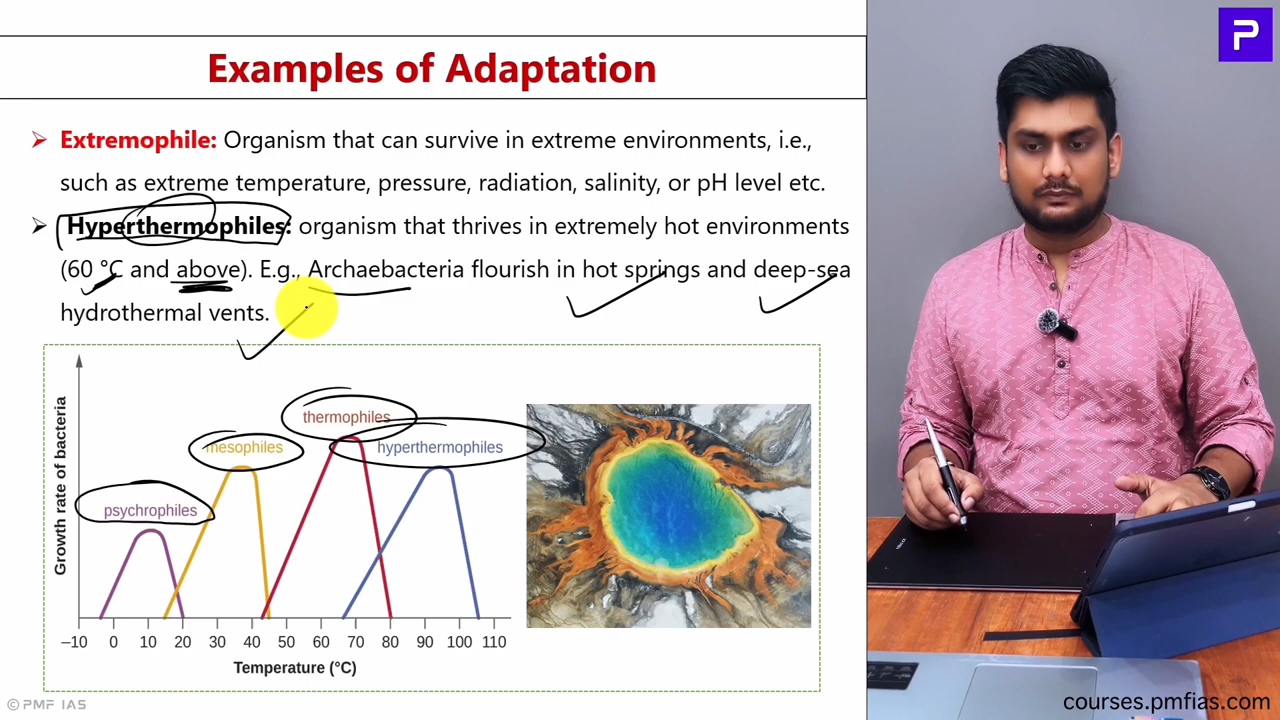 Examples of Adaptation
Extremophile: Organism that can survive in extreme environments, i.e.,
such as extreme temperature, pressure, radiation, salinity, or pH level etc.
Hyperthermophiles: organism that thrives in extremely hot environments
(60 °C and above). E.g., Archaebacteria flourish in hot springs and deep-sea
hydrothermal vents.
Growth rate of bacteria
psychrophiles
mesophiles
thermophiles
hyperthermophiles
–10 0 10 20 30 40 50 60 70 80 90 100 110
Temperature (°C)
© PMF IAS
P
courses.pmfias.com